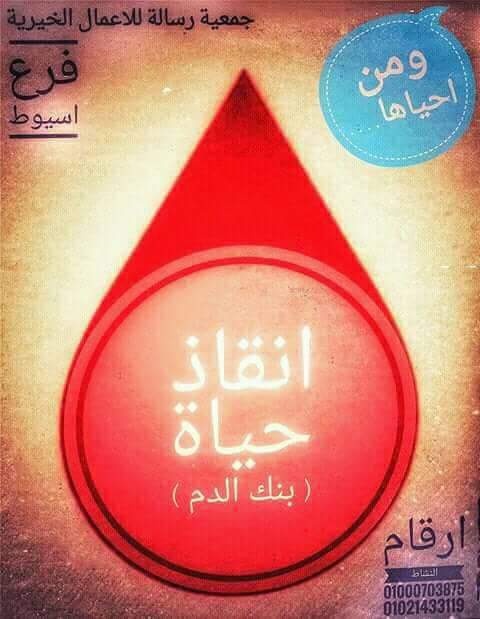 جمعية رسالة للاعمال الخيرية
فرع
اسيوط
ومن
احياها...
انقاذ
حياة
( بنك الدم )
ارقام
النشاط
01000703875
01021433119